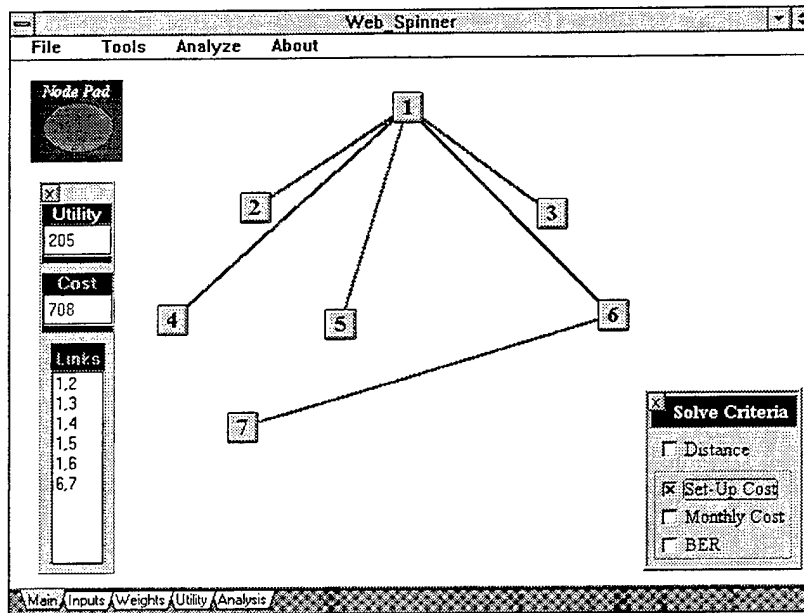 Web_Spinner
File Tools Analyze About
Node Pad
x
Utility
205
Cost
708
Links
1,2
1,3
1,4
1,5
1,6
6,7
1
2
3
4
5
6
7
x Solve Criteria
Distance
x Set-Up Cost
Monthly Cost
BER
Main Inputs Weights Utility Analysis